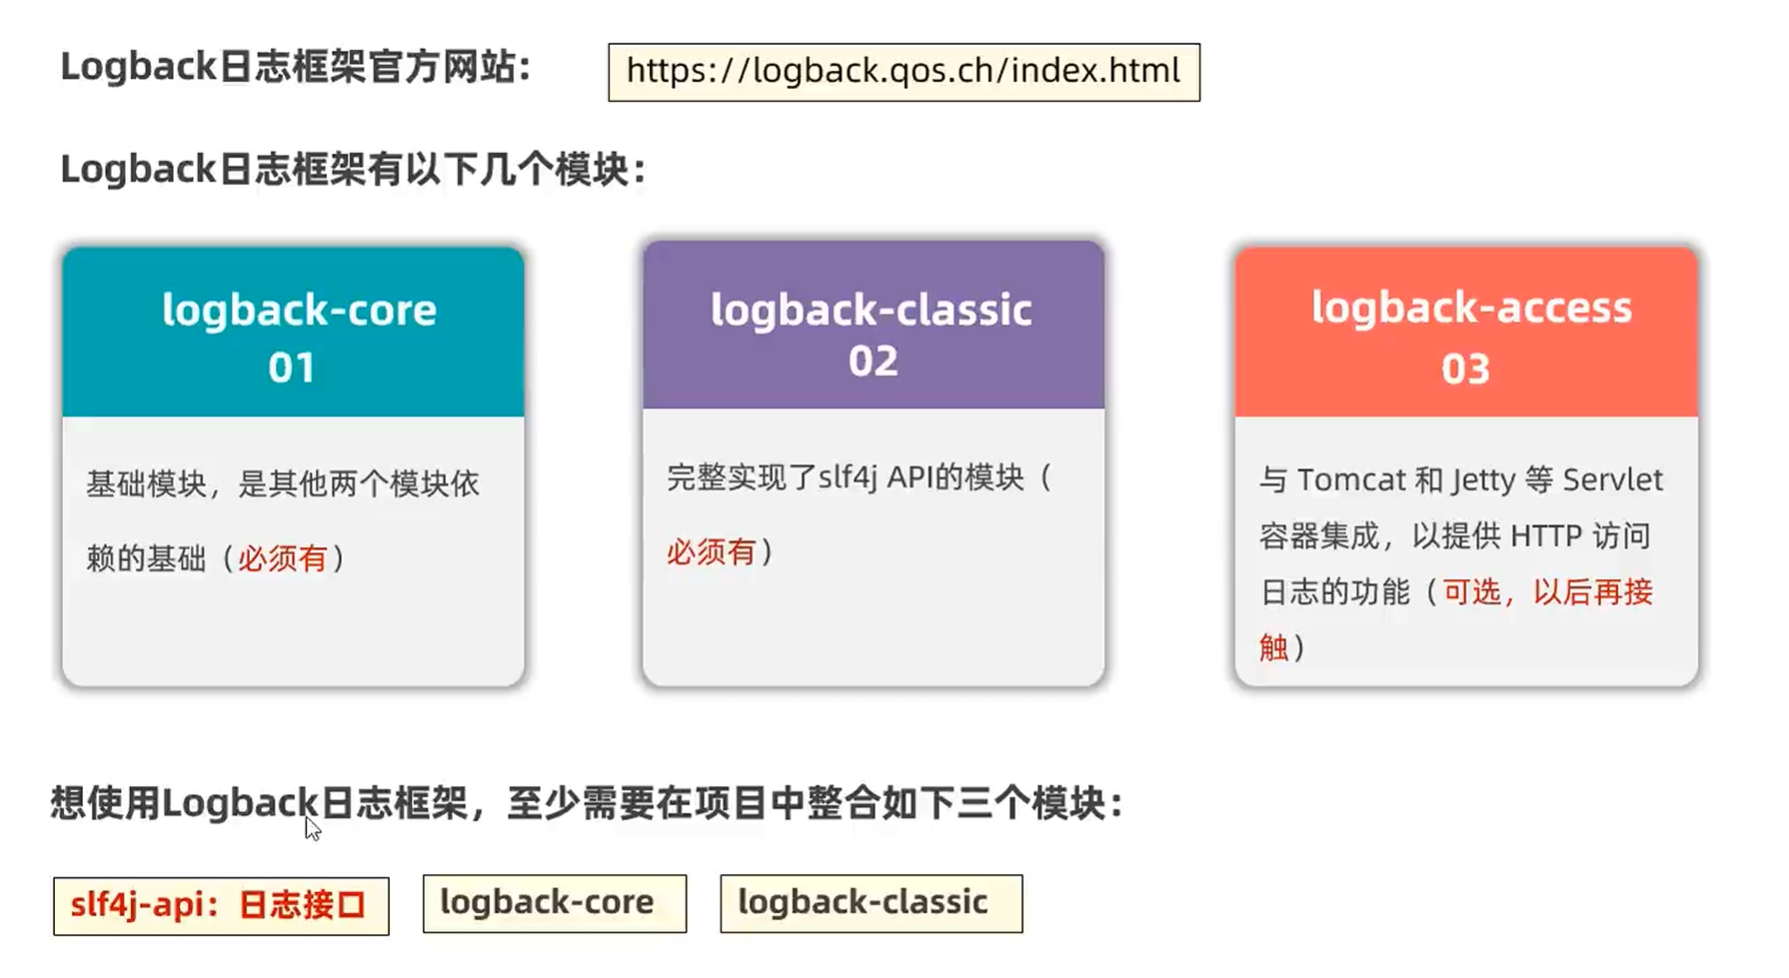 Logback日志框架官方网站：
https://logback.qos.ch/index.html
Logback日志框架有以下几个模块：
logback-core
01
基础模块，是其他两个模块依
赖的基础（必须有）
logback-classic
02
完整实现了slf4j API的模块（
必须有）
logback-access
03
与 Tomcat 和 Jetty 等 Servlet
容器集成，以提供 HTTP 访问
日志的功能（可选，以后再接
触）
想使用Logback日志框架，至少需要在项目中整合如下三个模块：
slf4j-api：日志接口
logback-core
logback-classic